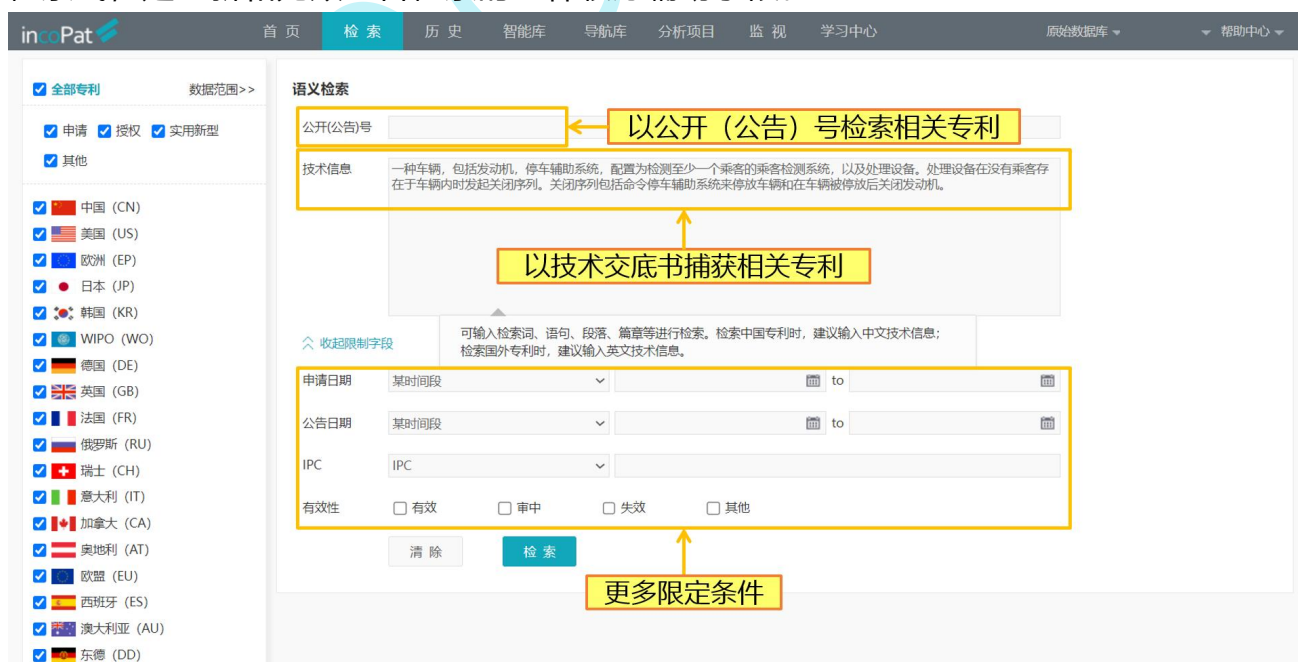 incoPat
首 页
检 索
历 史
智能库
导航库
分析项目
监 视
学习中心
原始数据库
帮助中心
全部专利
数据范围>>
申请 授权 实用新型
其他
中国 (CN)
美国 (US)
欧洲 (EP)
日本 (JP)
韩国 (KR)
WIPO (WO)
德国 (DE)
英国 (GB)
法国 (FR)
俄罗斯 (RU)
瑞士 (CH)
意大利 (IT)
加拿大 (CA)
奥地利 (AT)
欧盟 (EU)
西班牙 (ES)
澳大利亚 (AU)
东德 (DD)
语义检索
公开(公告)号
以公开（公告）号检索相关专利
技术信息
一种车辆，包括发动机，停车辅助系统，配置为检测至少一个乘客的乘客检测系统，以及处理设备。处理设备在没有乘客存
在于车辆内时发起关闭序列。关闭序列包括命令停车辅助系统来停放车辆和在车辆被停放后关闭发动机。
以技术交底书捕获相关专利
可输入检索词、语句、段落、篇章等进行检索。检索中国专利时，建议输入中文技术信息；
检索国外专利时，建议输入英文技术信息。
收起限制字段
申请日期 某时间段 to
公告日期 某时间段 to
IPC IPC
有效性 有效 审中 失效 其他
清 除
检 索
更多限定条件